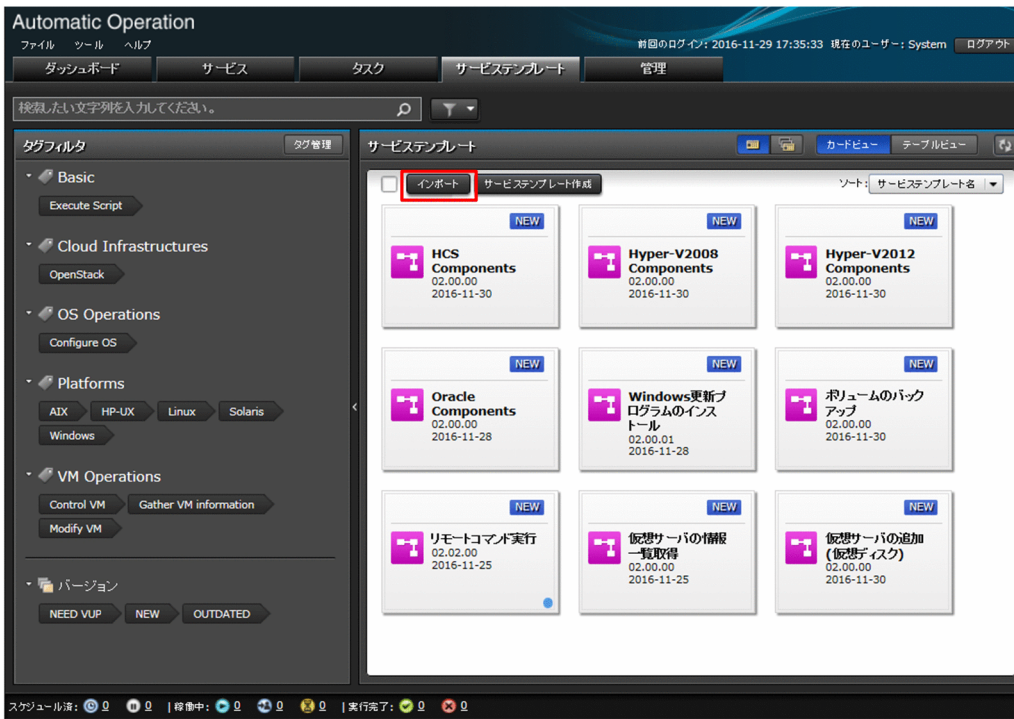 Automatic Operation
ファイル ツール ヘルプ
前回のログイン: 2016-11-29 17:35:33 現在のユーザー: System ログアウト
ダッシュボード サービス タスク サービステンプレート 管理
検索したい文字列を入力してください。
タグフィルタ タグ管理
Basic
Execute Script
Cloud Infrastructures
OpenStack
OS Operations
Configure OS
Platforms
AIX HP-UX Linux Solaris
Windows
VM Operations
Control VM Gather VM information
Modify VM
バージョン
NEED VUP NEW OUTDATED
サービステンプレート カードビュー テーブルビュー
インポート サービステンプレート作成 ソート: サービステンプレート名
NEW
HCS
Components
02.00.00
2016-11-30
NEW
Hyper-V2008
Components
02.00.00
2016-11-30
NEW
Hyper-V2012
Components
02.00.00
2016-11-30
NEW
Oracle
Components
02.00.00
2016-11-28
NEW
Windows更新プ
ログラムのインス
トール
02.00.01
2016-11-28
NEW
ボリュームのバック
アップ
02.00.00
2016-11-30
NEW
リモートコマンド実行
02.02.00
2016-11-25
NEW
仮想サーバの情報
一覧取得
02.00.00
2016-11-25
NEW
仮想サーバの追加
(仮想ディスク)
02.00.00
2016-11-30
スケジュール済: 0 0 |稼働中: 0 0 0 |実行完了: 0 0